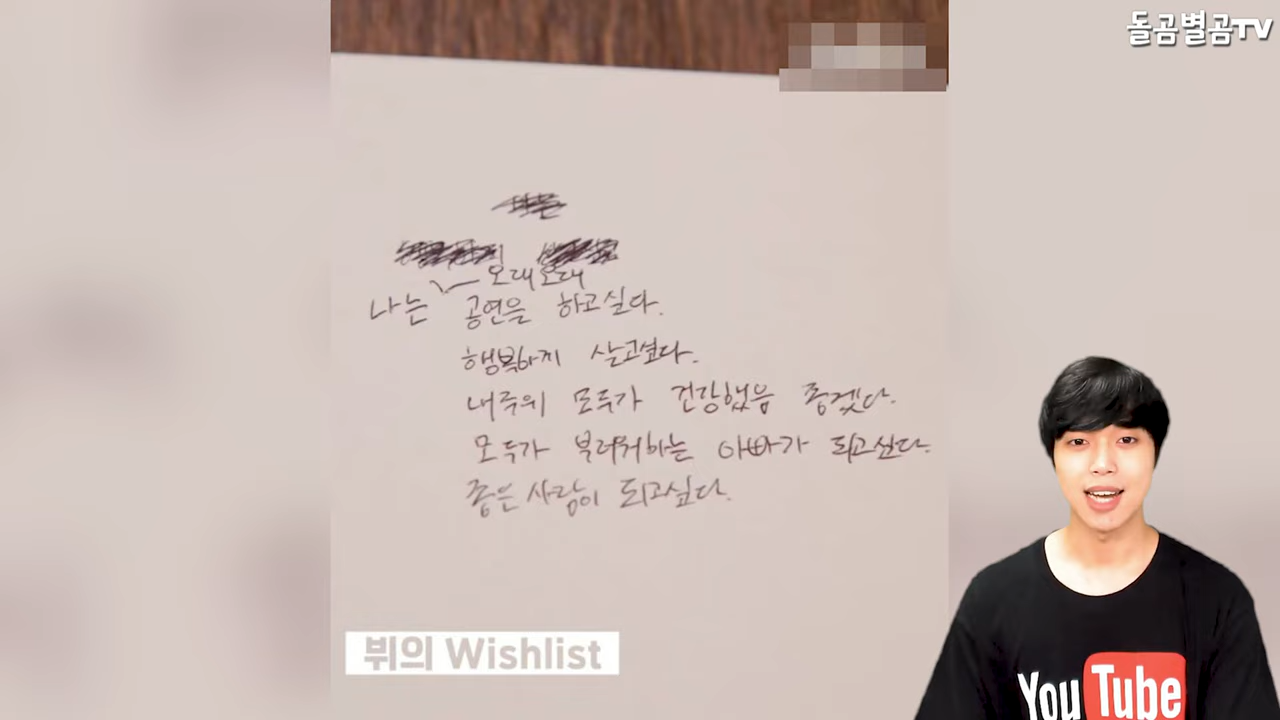 돌곰별곰TV
오래오래
나는 공연을 하고싶다.
행복하게 살고싶다.
내주위 모두가 건강했음 좋겠다.
모두가 부러워하는 아빠가 되고싶다.
좋은 사람이 되고싶다.
뷔의 Wishlist
You Tube